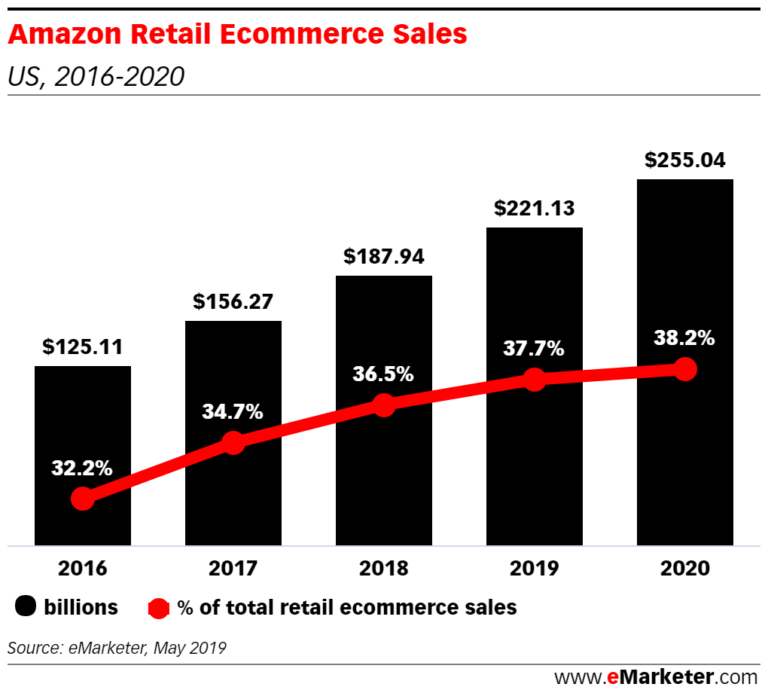 Amazon Retail Ecommerce Sales
US, 2016-2020
$255.04
$221.13
$187.94
$156.27
$125.11
38.2%
37.7%
36.5%
34.7%
32.2%
2016 2017 2018 2019 2020
billions % of total retail ecommerce sales
Source: eMarketer, May 2019
www.eMarketer.com